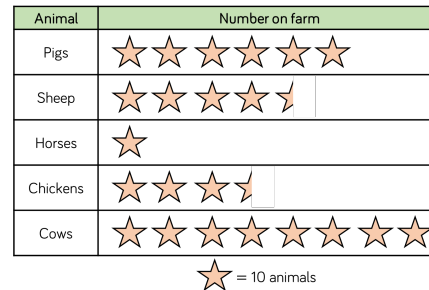 Animal Number on farm
Pigs
Sheep
Horses
Chickens
Cows
= 10 animals